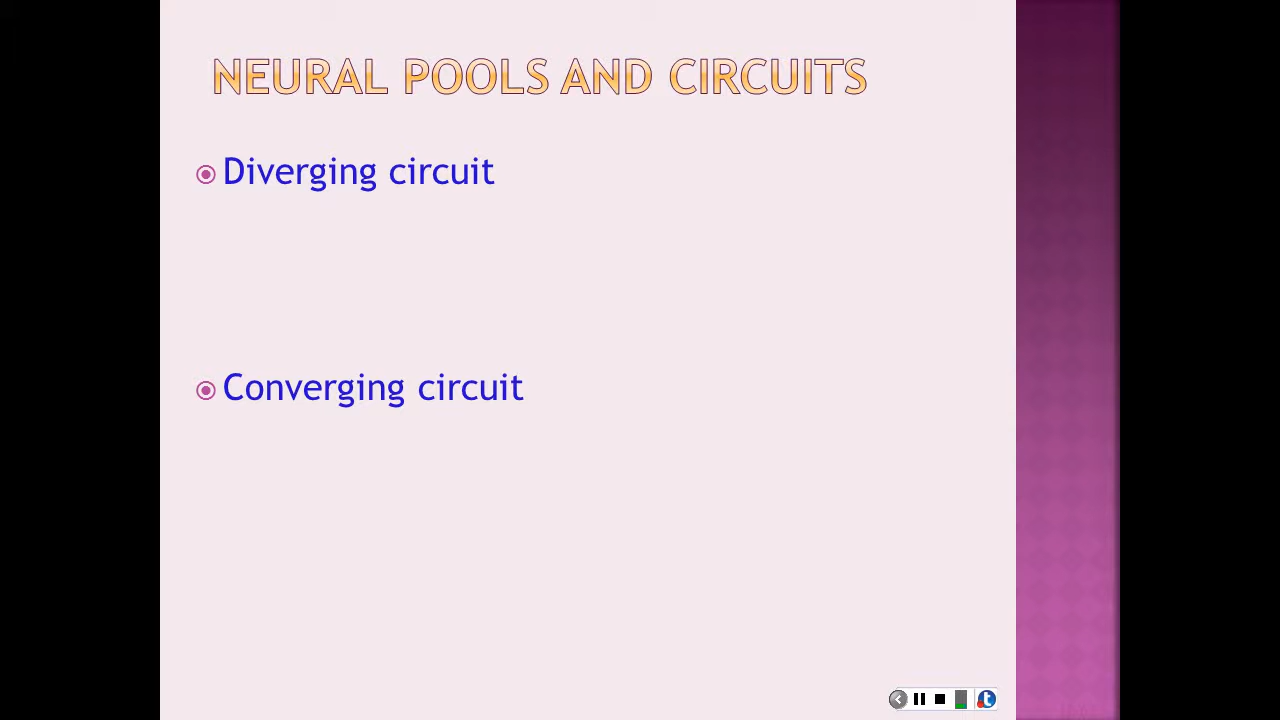 NEURAL POOLS AND CIRCUITS
Diverging circuit
Converging circuit